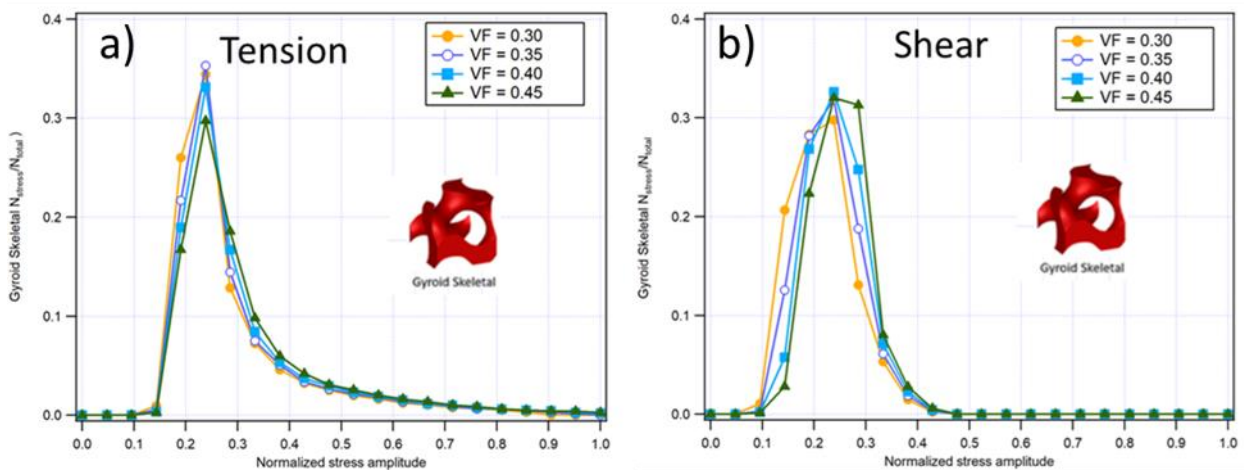 a)
Tension
VF = 0.30
VF = 0.35
VF = 0.40
VF = 0.45
Gyroid Skeletal
Gyroid Skeletal N_stress/N_total )
0.4
0.3
0.2
0.1
0.0
0.0 0.1 0.2 0.3 0.4 0.5 0.6 0.7 0.8 0.9 1.0
Normalized stress amplitude
b)
Shear
VF = 0.30
VF = 0.35
VF = 0.40
VF = 0.45
Gyroid Skeletal
Gyroid Skeletal N_stress/N_total
0.4
0.3
0.2
0.1
0.0
0.0 0.1 0.2 0.3 0.4 0.5 0.6 0.7 0.8 0.9 1.0
Normalized stress amplitude